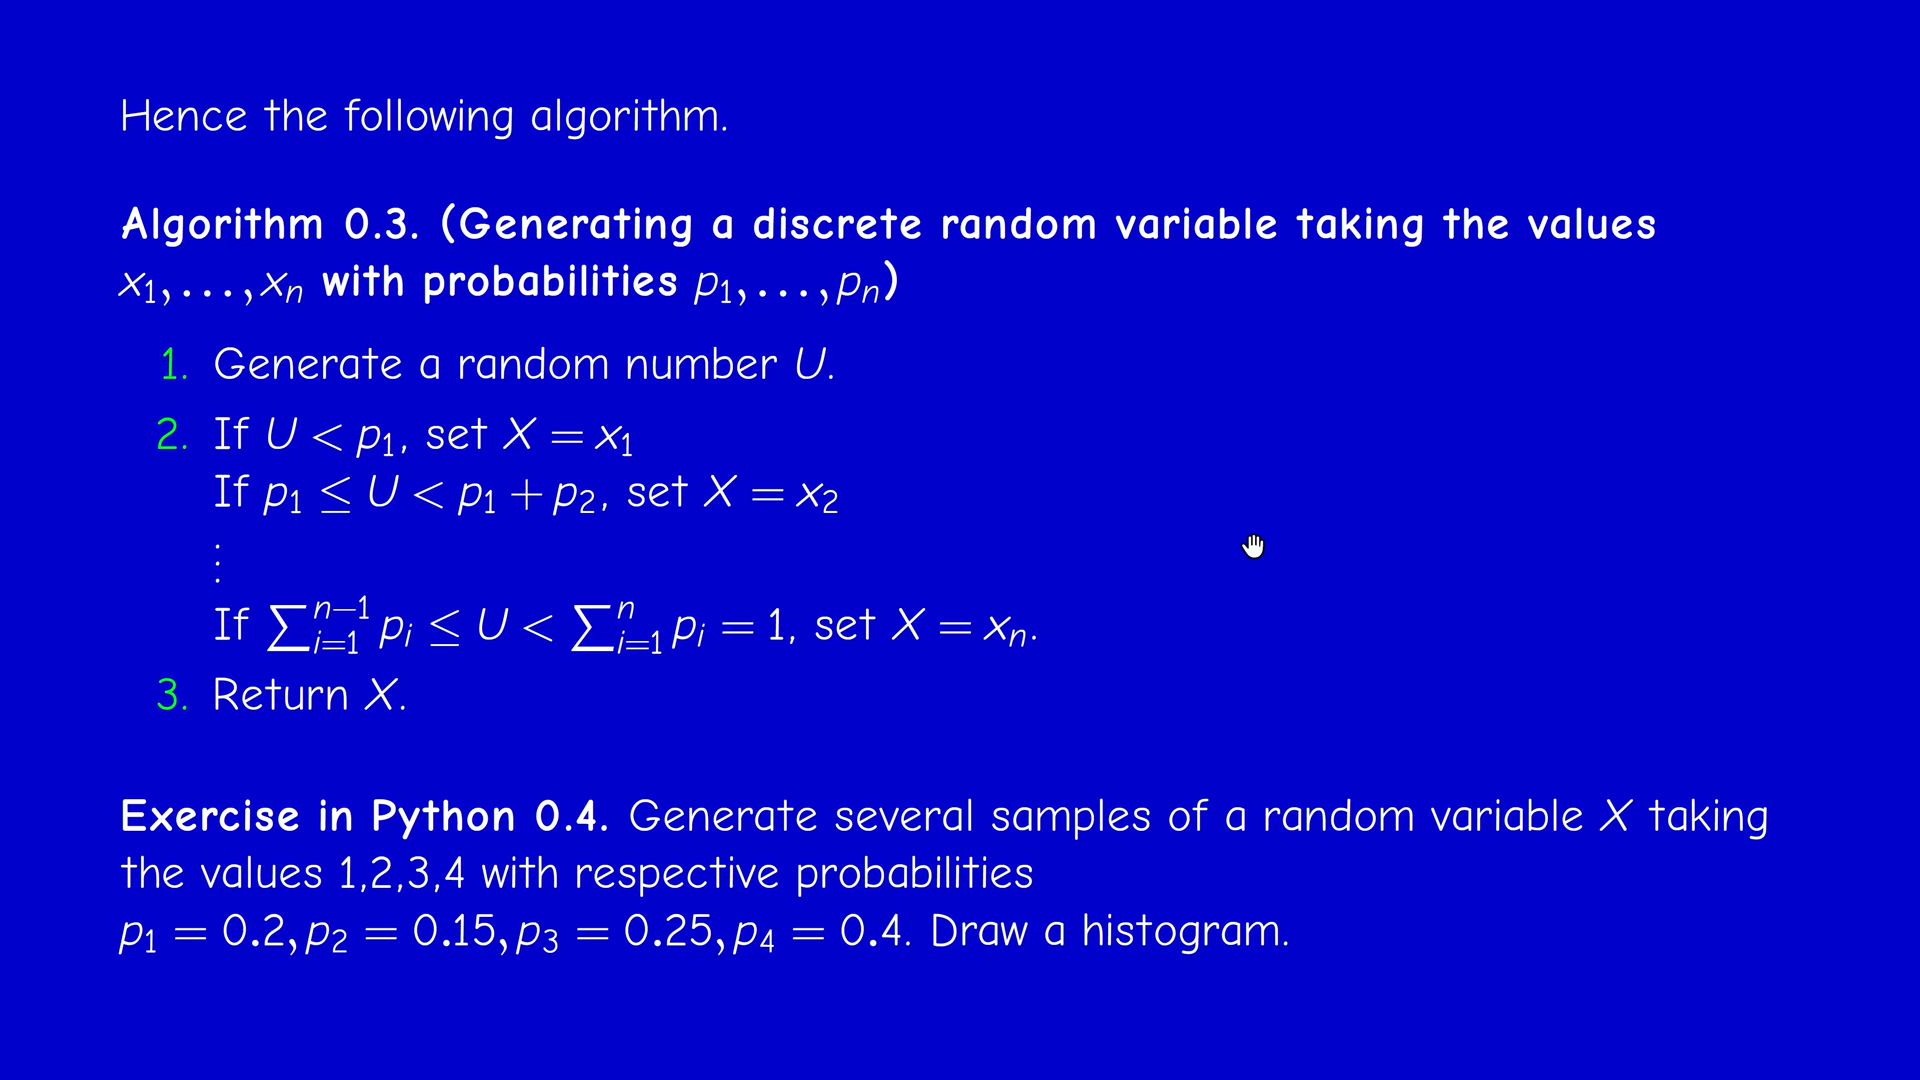 Hence the following algorithm.
Algorithm 0.3. (Generating a discrete random variable taking the values
x₁,...,xₙ with probabilities p₁,...,pₙ)
1. Generate a random number U.
2. If U < p₁, set X = x₁
If p₁ ≤ U < p₁ + p₂, set X = x₂
⋮
If ∑ᵢ₌₁ⁿ⁻¹ pᵢ ≤ U < ∑ᵢ₌₁ⁿ pᵢ = 1, set X = xₙ.
3. Return X.
Exercise in Python 0.4. Generate several samples of a random variable X taking
the values 1,2,3,4 with respective probabilities
p₁ = 0.2, p₂ = 0.15, p₃ = 0.25, p₄ = 0.4. Draw a histogram.